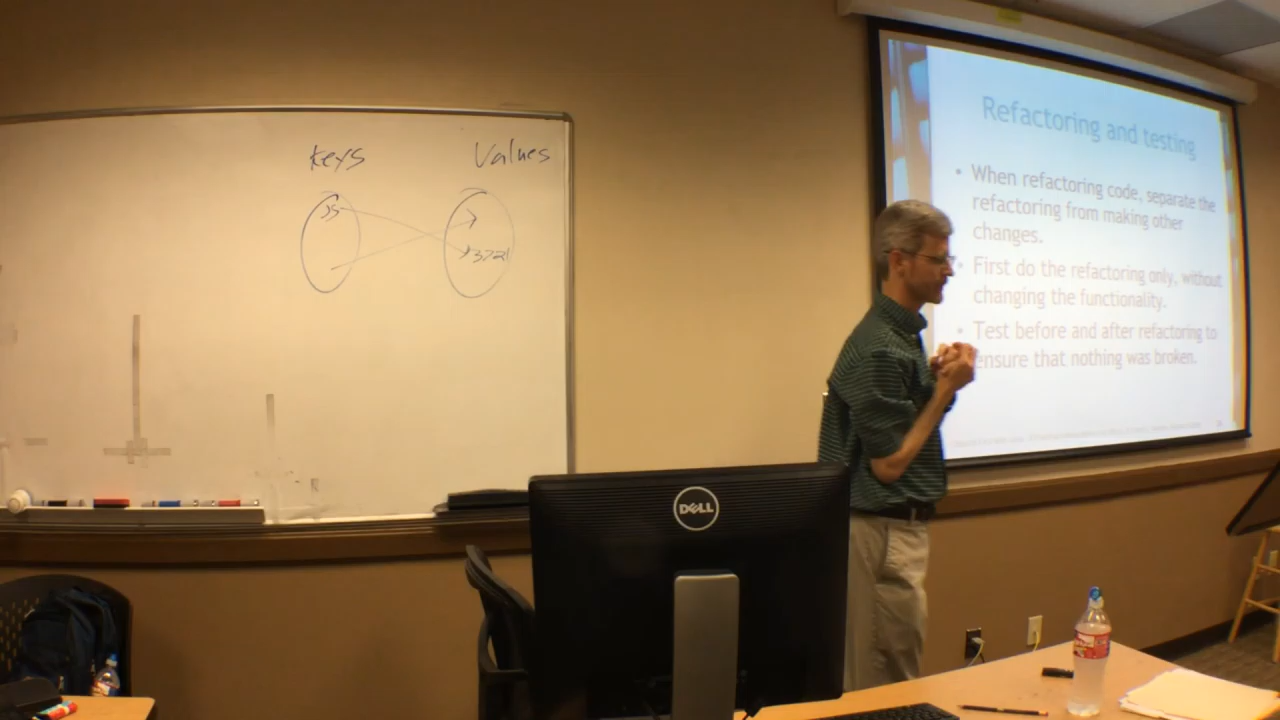 Keys Values
35
3721
Refactoring and testing
• When refactoring code, separate the
refactoring from making other
changes.
• First do the refactoring only, without
changing the functionality.
• Test before and after refactoring to
ensure that nothing was broken.
DELL